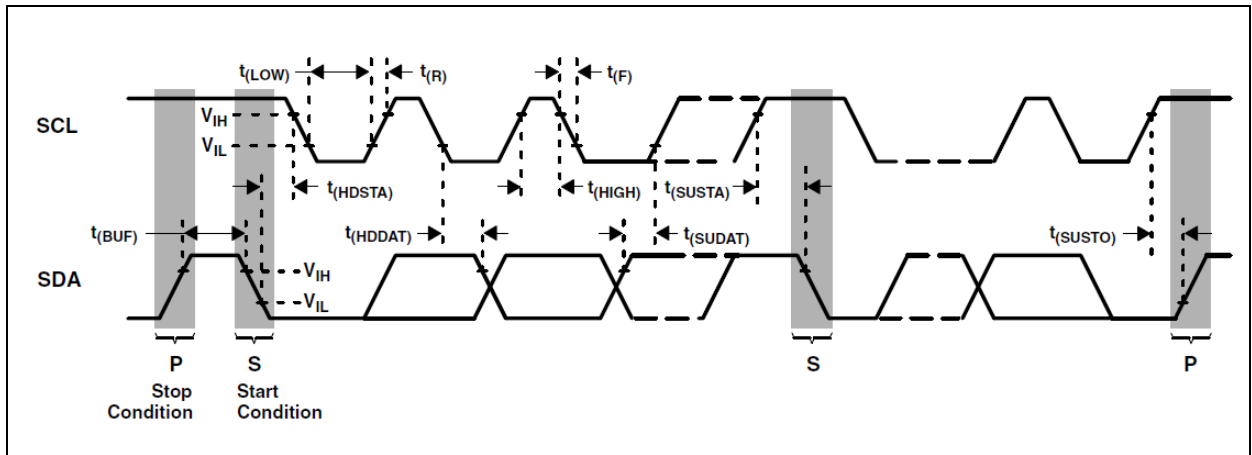 t(LOW)
t(R)
t(F)
SCL
VIH
VIL
t(HDSTA)
t(HIGH)
t(SUSTA)
t(BUF)
t(HDDAT)
t(SUDAT)
t(SUSTO)
SDA
VIH
VIL
P
S
S
P
Stop
Condition
Start
Condition